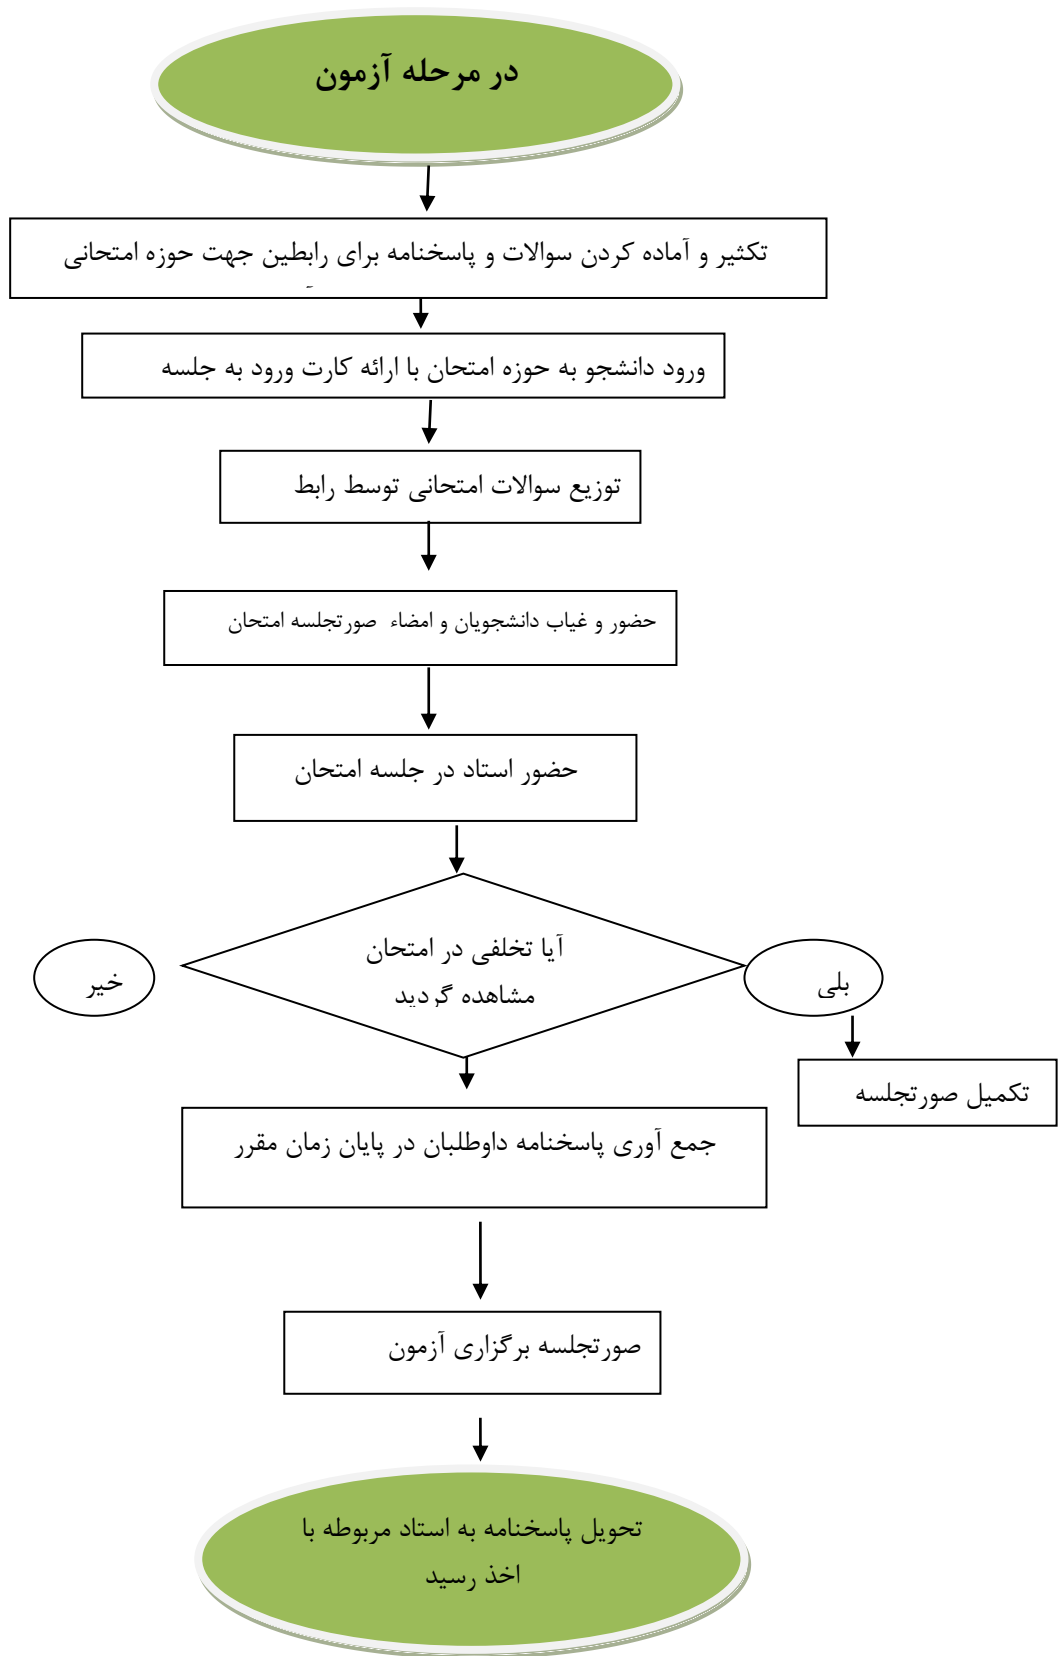 در مرحله آزمون
تکثیر و آماده کردن سوالات و پاسخنامه برای رابطین جهت حوزه امتحانی
ورود دانشجو به حوزه امتحان با ارائه کارت ورود به جلسه
توزیع سوالات امتحانی توسط رابط
حضور و غیاب دانشجویان و امضاء صورتجلسه امتحان
حضور استاد در جلسه امتحان
آیا تخلفی در امتحان
مشاهده گردید
بلی
خیر
تکمیل صورتجلسه
جمع آوری پاسخنامه داوطلبان در پایان زمان مقرر
صورتجلسه برگزاری آزمون
تحویل پاسخنامه به استاد مربوطه با
اخذ رسید